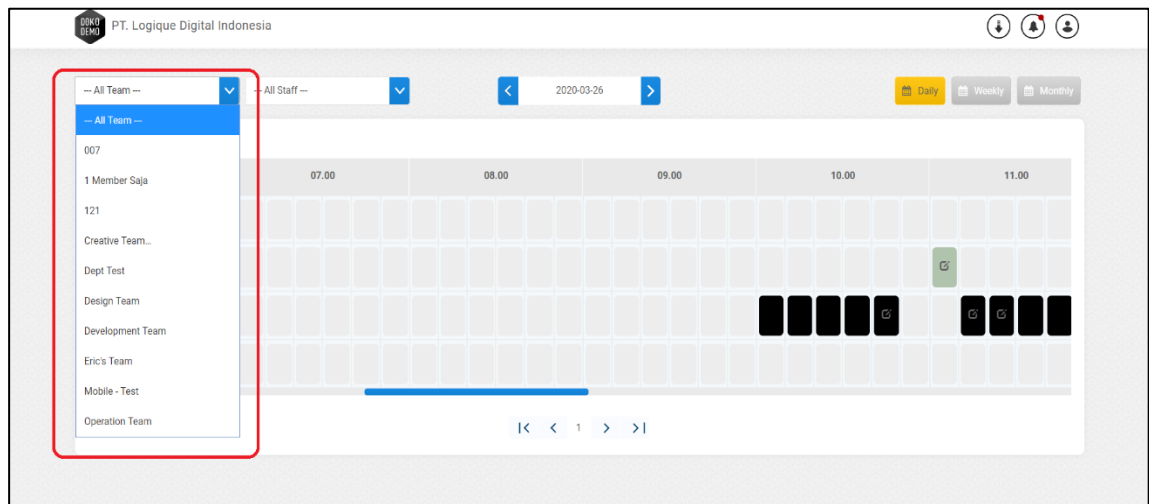 DOKO
DEMO
PT. Logique Digital Indonesia
--- All Team ---
--- All Staff ---
2020-03-26
Daily
Weekly
Monthly
--- All Team ---
007
1 Member Saja
121
Creative Team...
Dept Test
Design Team
Development Team
Eric's Team
Mobile - Test
Operation Team
07.00
08.00
09.00
10.00
11.00
1